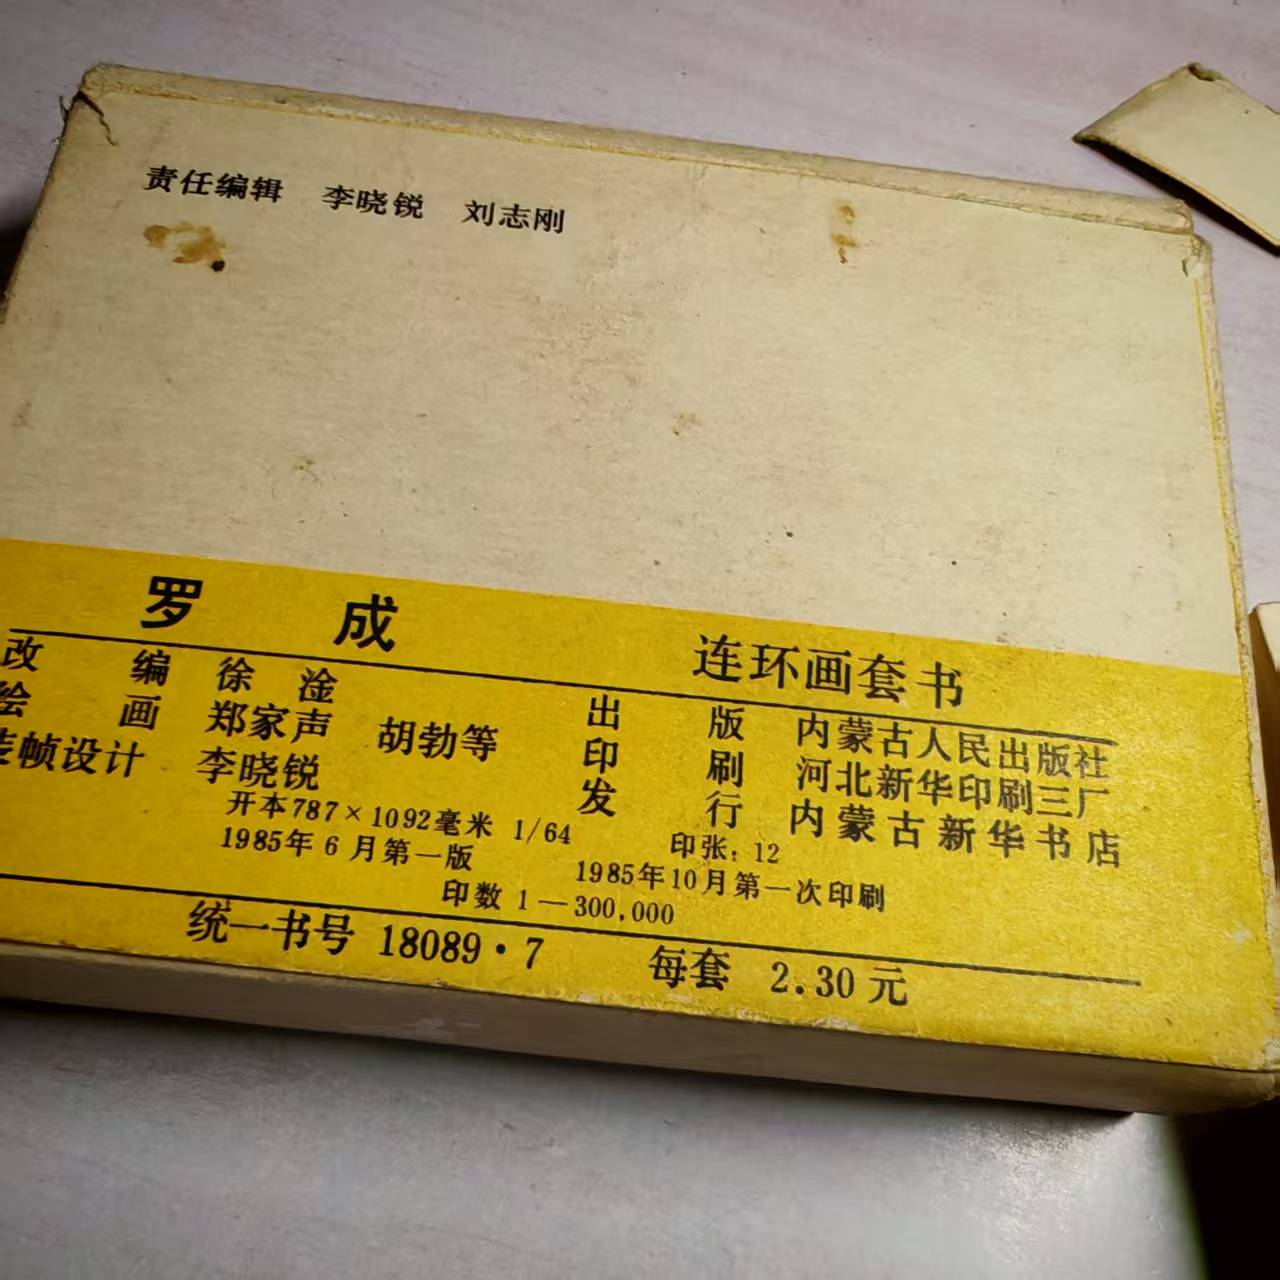 责任编辑 李晓锐 刘志刚
罗成 连环画套书
改编 徐淦
绘画 郑家声 胡勃等
装帧设计 李晓锐
出版 内蒙古人民出版社
印刷 河北新华印刷三厂
发行 内蒙古新华书店
开本787×1092毫米 1/64 印张：12
1985年6月第一版 1985年10月第一次印刷
印数 1—300,000
统一书号 18089·7 每套 2.30元